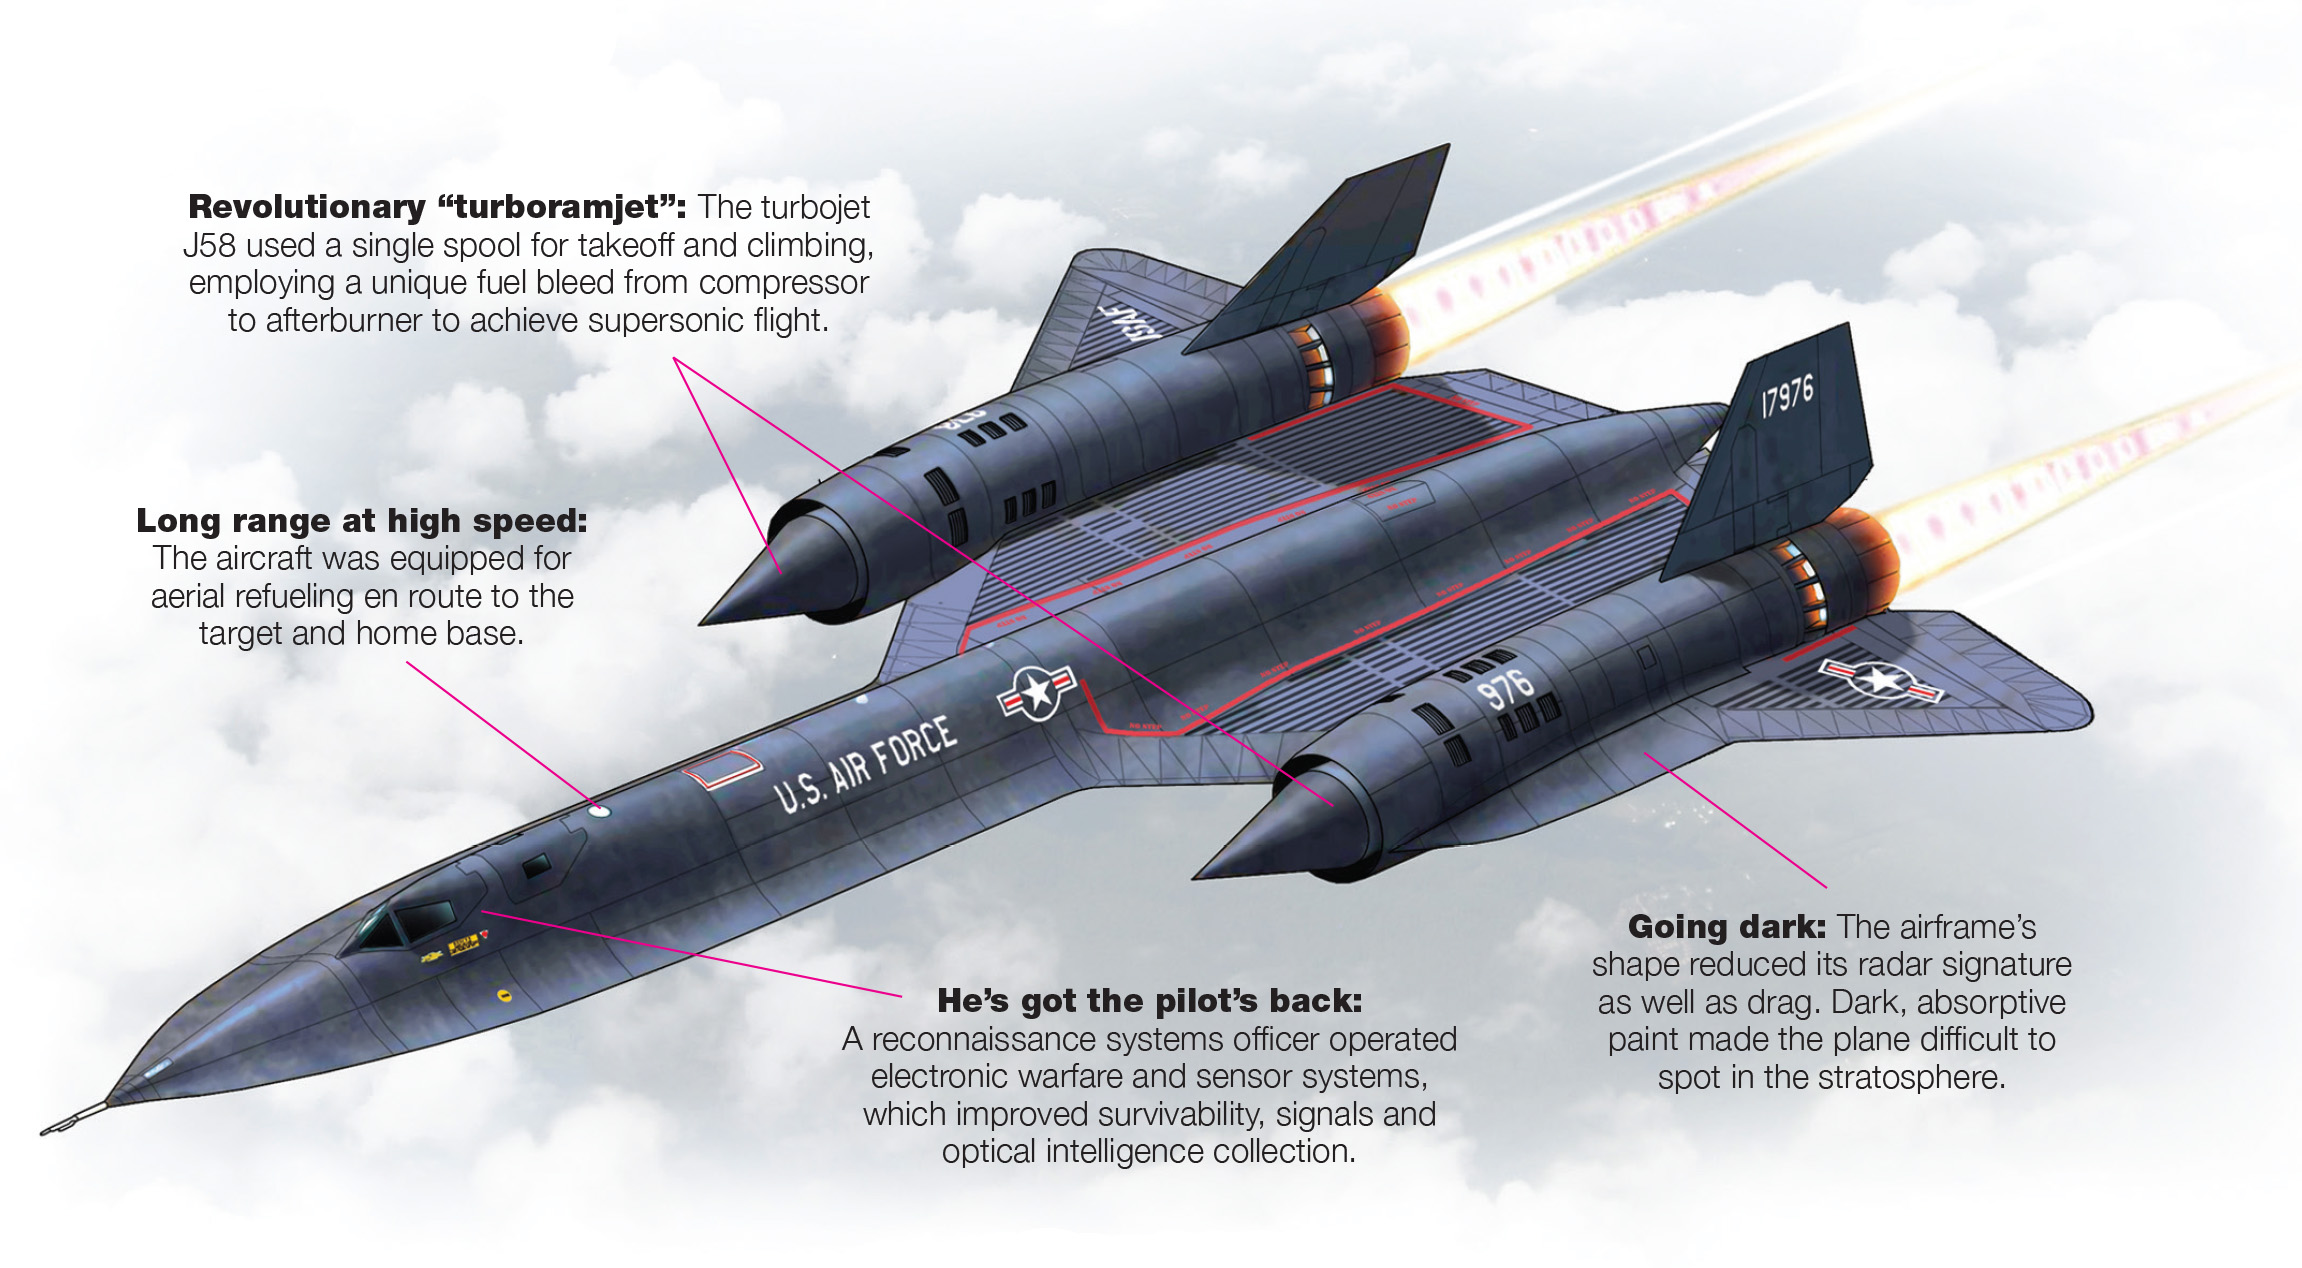 Revolutionary “turboramjet”: The turbojet
J58 used a single spool for takeoff and climbing,
employing a unique fuel bleed from compressor
to afterburner to achieve supersonic flight.
Long range at high speed:
The aircraft was equipped for
aerial refueling en route to the
target and home base.
17976
976
U.S. AIR FORCE
He’s got the pilot’s back:
A reconnaissance systems officer operated
electronic warfare and sensor systems,
which improved survivability, signals and
optical intelligence collection.
Going dark: The airframe’s
shape reduced its radar signature
as well as drag. Dark, absorptive
paint made the plane difficult to
spot in the stratosphere.